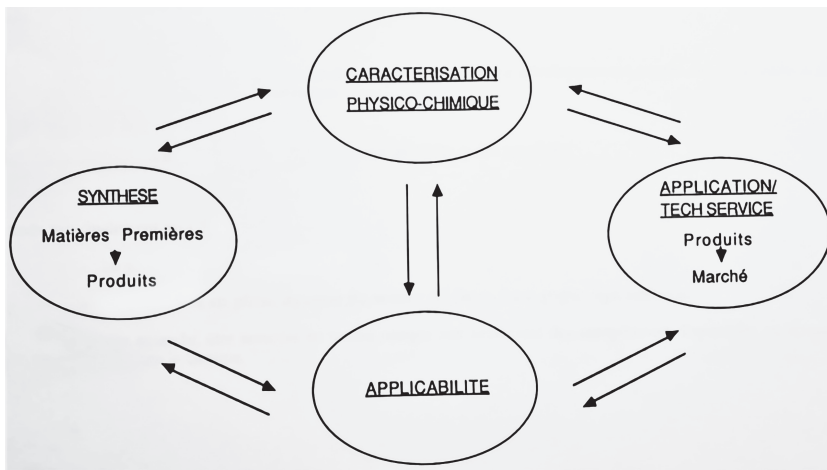 CARACTERISATION
PHYSICO-CHIMIQUE
SYNTHESE
Matières Premières
Produits
APPLICATION/
TECH SERVICE
Produits
Marché
APPLICABILITE